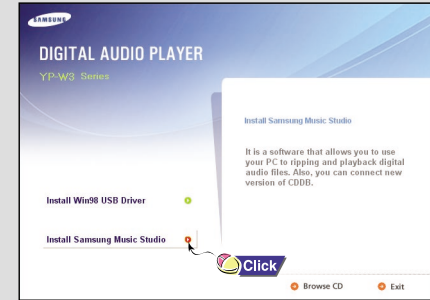 SAMSUNG
DIGITAL AUDIO PLAYER
YP-W3 Series
Install Samsung Music Studio
It is a software that allows you to use
your PC to ripping and playback digital
audio files. Also, you can connect new
version of CDDB.
Install Win98 USB Driver
Install Samsung Music Studio
Click
Browse CD
Exit